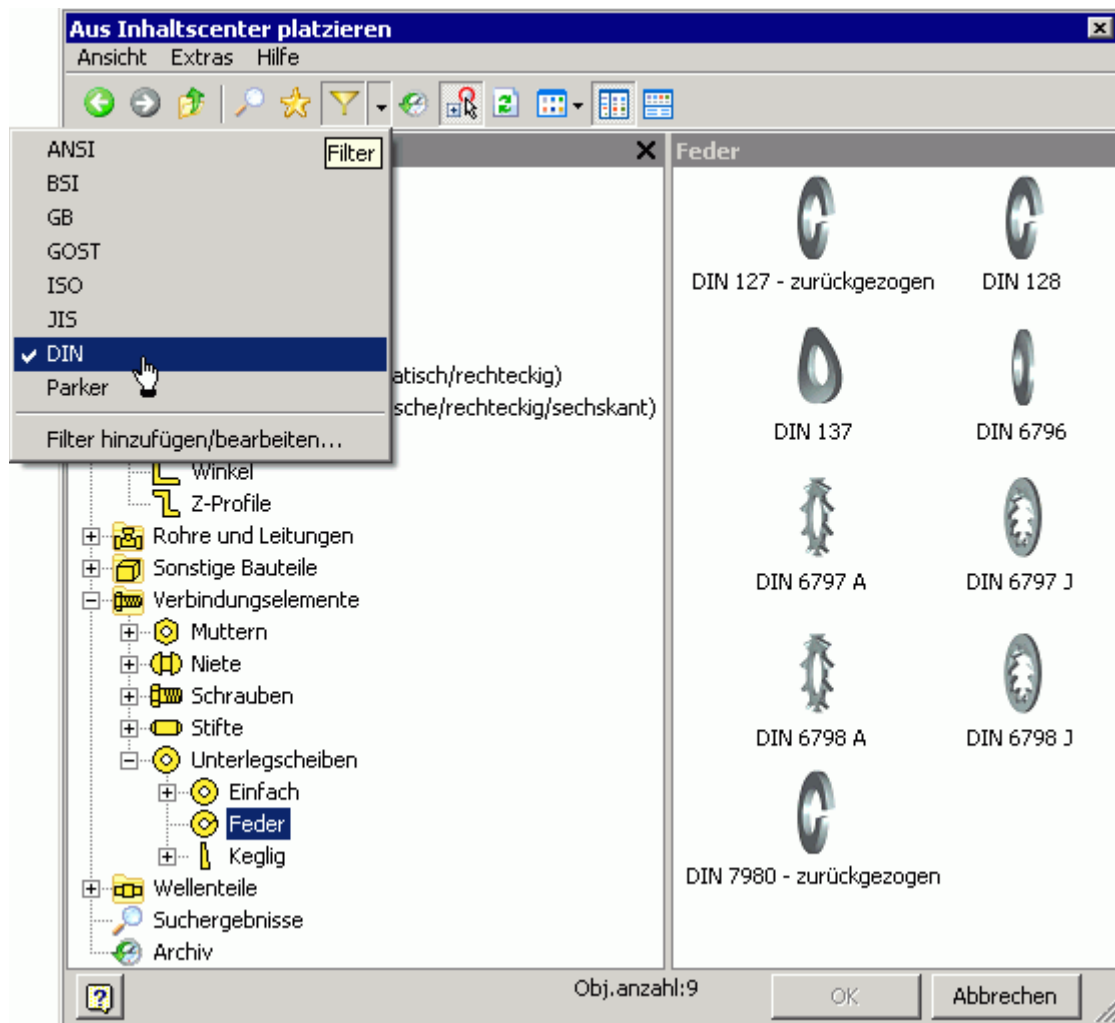 Aus Inhaltscenter platzieren
Ansicht Extras Hilfe
ANSI
Filter
BSI
GB
GOST
ISO
JIS
DIN
Parker
Filter hinzufügen/bearbeiten...
atisch/rechteckig)
sche/rechteckig/sechskant)
Winkel
Z-Profile
Rohre und Leitungen
Sonstige Bauteile
Verbindungselemente
Muttern
Niete
Schrauben
Stifte
Unterlegscheiben
Einfach
Feder
Keglig
Wellenteile
Suchergebnisse
Archiv
Feder
DIN 127 - zurückgezogen DIN 128
DIN 137 DIN 6796
DIN 6797 A DIN 6797 J
DIN 6798 A DIN 6798 J
DIN 7980 - zurückgezogen
Obj.anzahl:9 OK Abbrechen